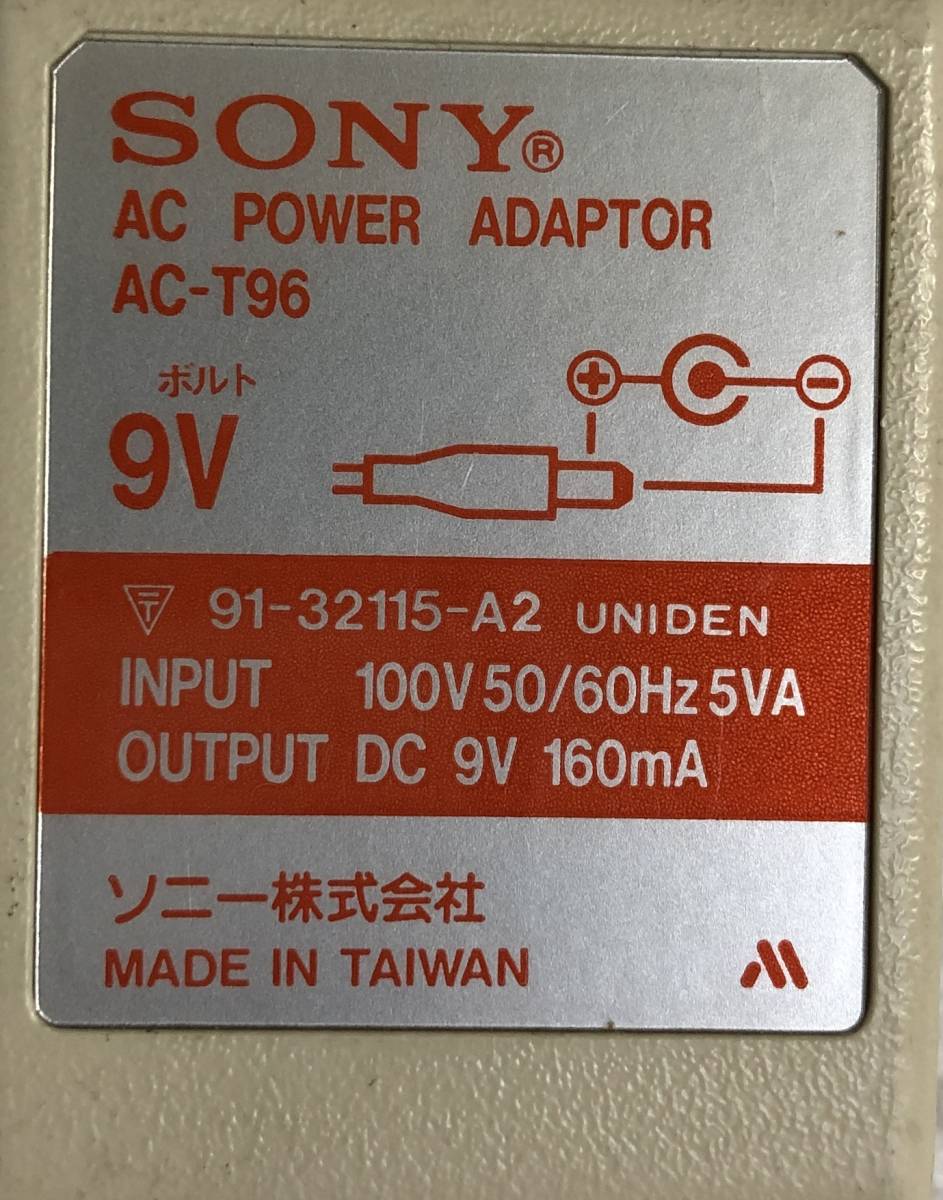 SONY®
AC POWER ADAPTOR
AC-T96
ボルト
9V
+ -
T 91-32115-A2 UNIDEN
INPUT 100V 50/60Hz 5VA
OUTPUT DC 9V 160mA
ソニー株式会社
MADE IN TAIWAN